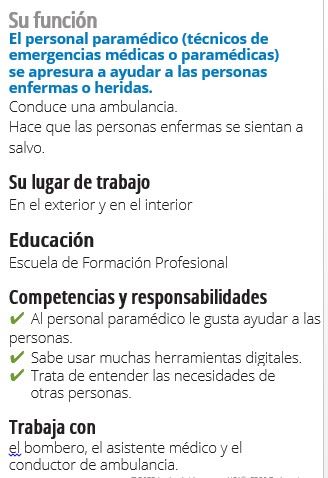 Su función
El personal paramédico (técnicos de
emergencias médicas o paramédicas)
se apresura a ayudar a las personas
enfermas o heridas.
Conduce una ambulancia.
Hace que las personas enfermas se sientan a
salvo.
Su lugar de trabajo
En el exterior y en el interior
Educación
Escuela de Formación Profesional
Competencias y responsabilidades
✔ Al personal paramédico le gusta ayudar a las
personas.
✔ Sabe usar muchas herramientas digitales.
✔ Trata de entender las necesidades de
otras personas.
Trabaja con
el bombero, el asistente médico y el
conductor de ambulancia.